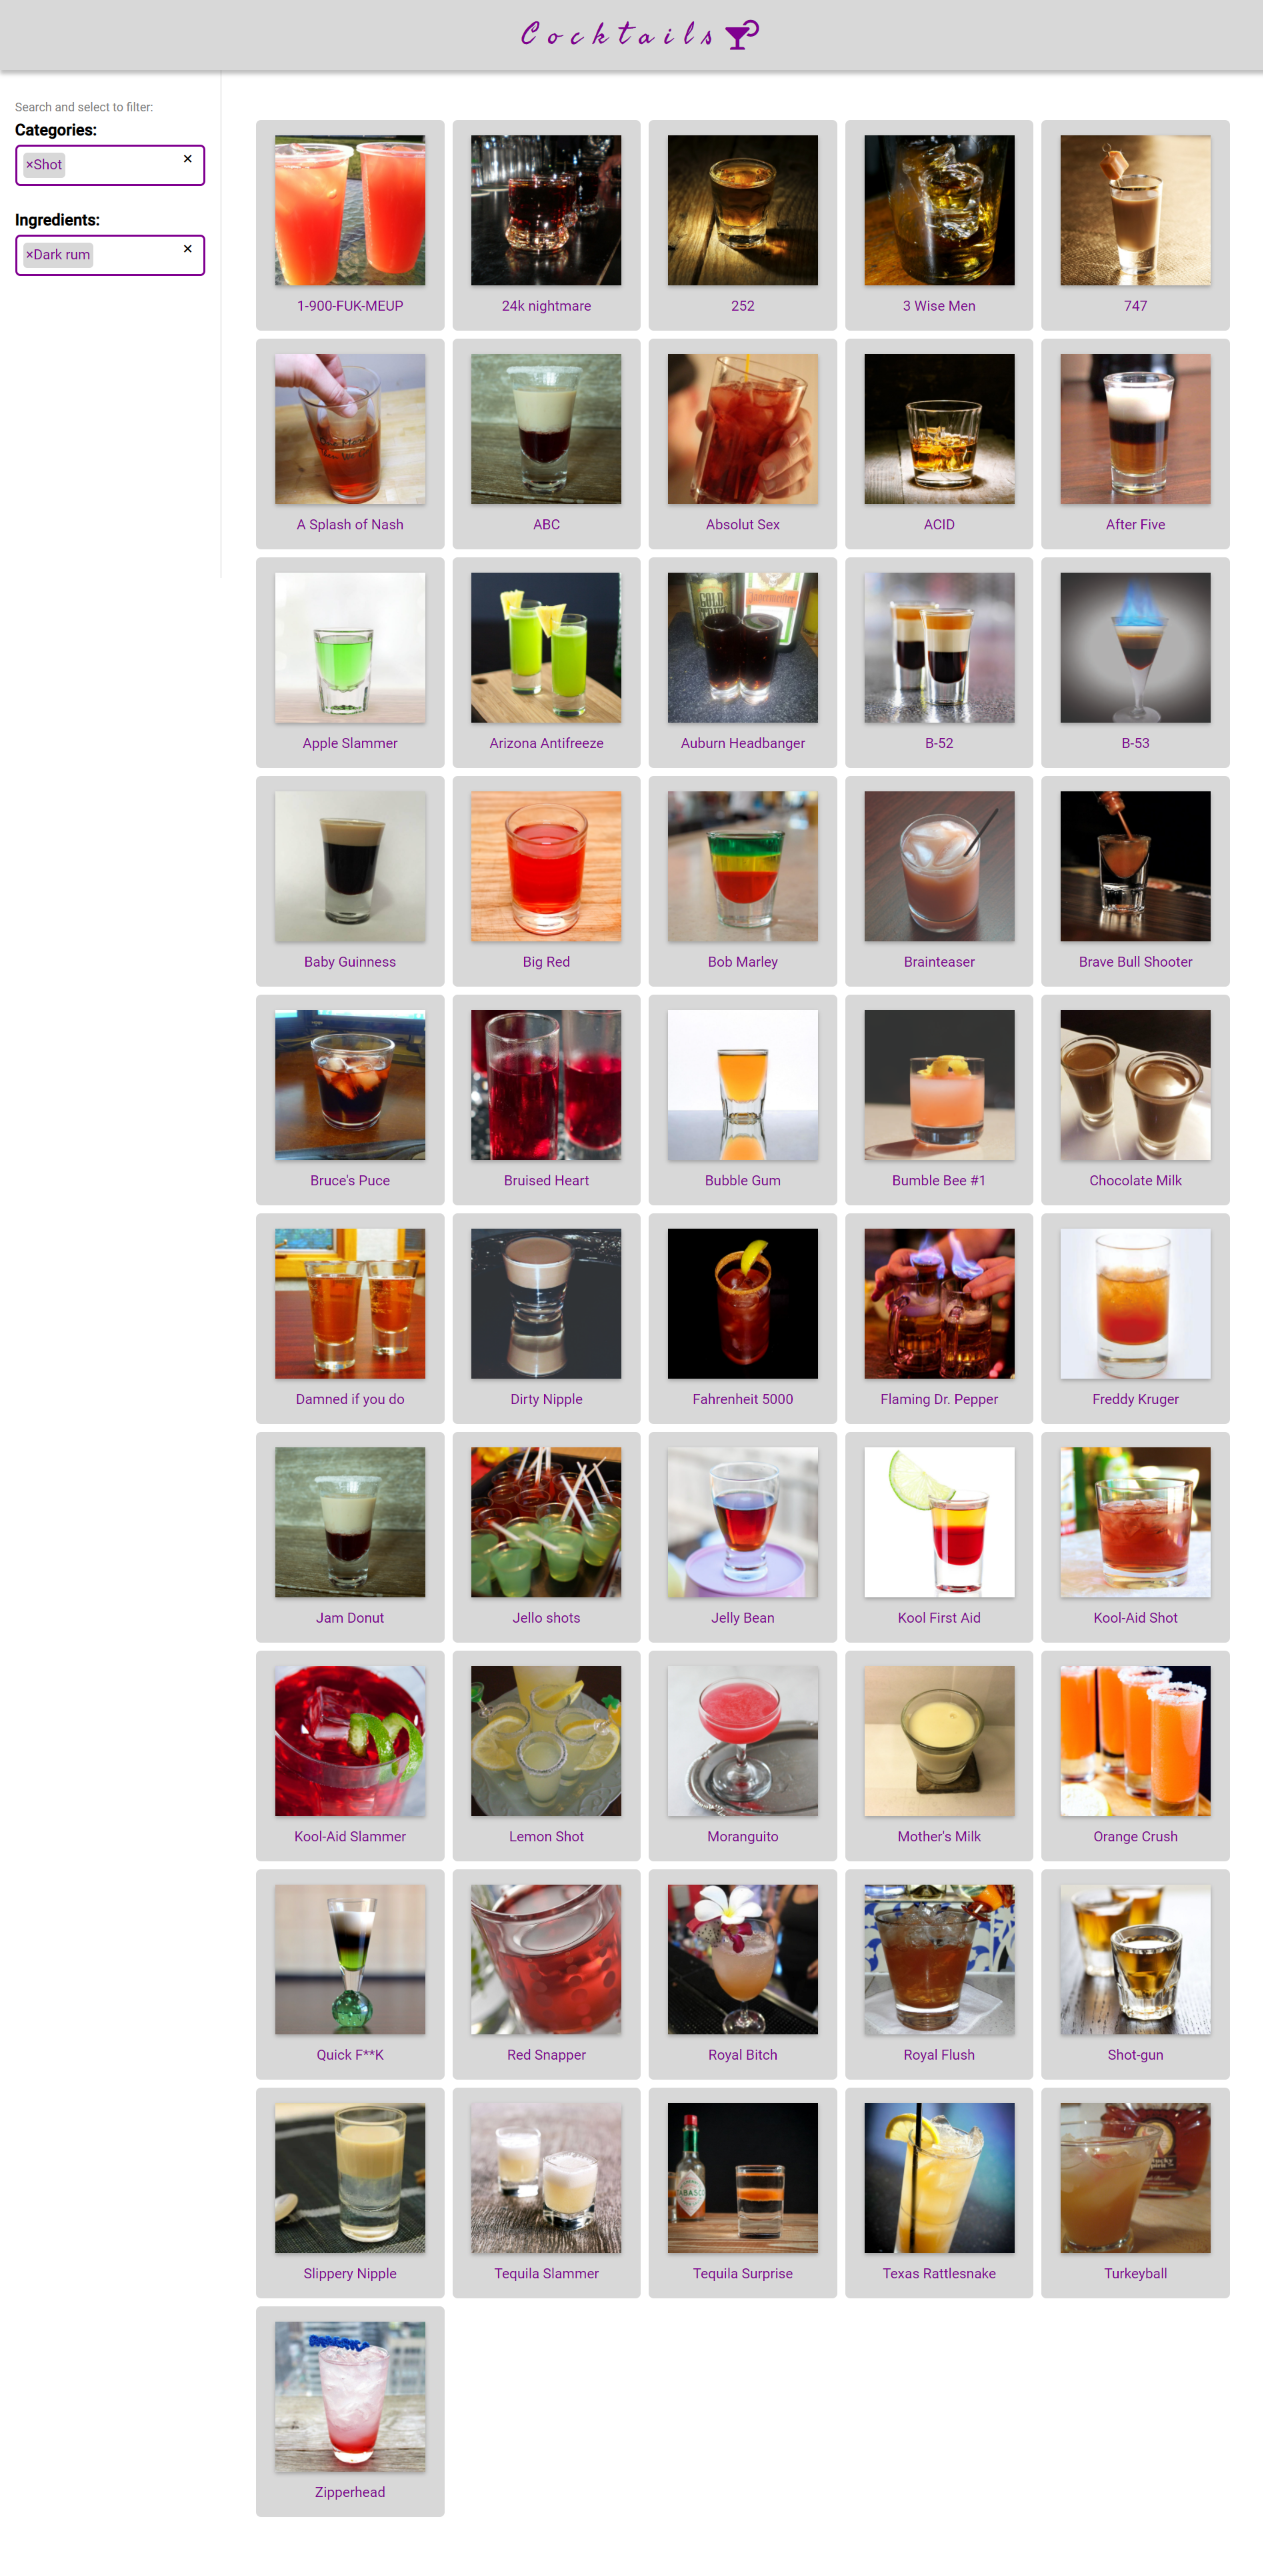 Cocktails
Search and select to filter:
Categories:
×Shot ×
Ingredients:
×Dark rum ×
1-900-FUK-MEUP
24k nightmare
252
3 Wise Men
747
A Splash of Nash
ABC
Absolut Sex
ACID
After Five
Apple Slammer
Arizona Antifreeze
Auburn Headbanger
B-52
B-53
Baby Guinness
Big Red
Bob Marley
Brainteaser
Brave Bull Shooter
Bruce's Puce
Bruised Heart
Bubble Gum
Bumble Bee #1
Chocolate Milk
Damned if you do
Dirty Nipple
Fahrenheit 5000
Flaming Dr. Pepper
Freddy Kruger
Jam Donut
Jello shots
Jelly Bean
Kool First Aid
Kool-Aid Shot
Kool-Aid Slammer
Lemon Shot
Moranguito
Mother's Milk
Orange Crush
Quick F**K
Red Snapper
Royal Bitch
Royal Flush
Shot-gun
Slippery Nipple
Tequila Slammer
TABASCO
Tequila Surprise
Texas Rattlesnake
Turkeyball
Zipperhead